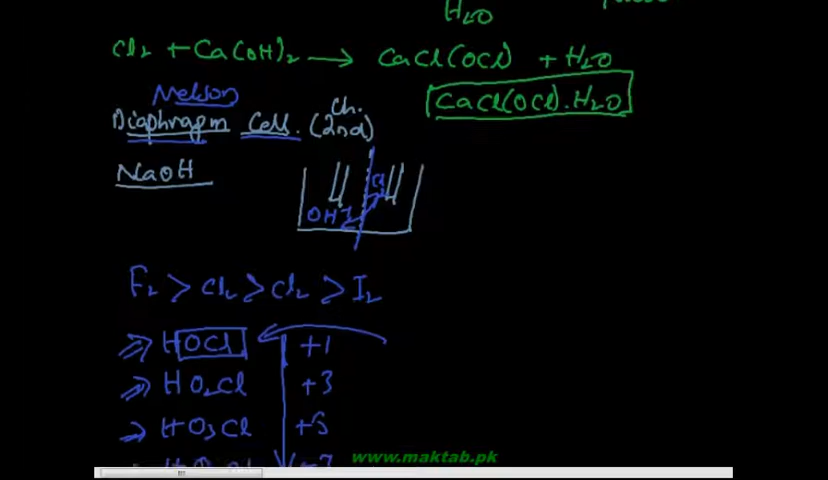 H₂O
Cl₂ + Ca(OH)₂ → CaCl(OCl) + H₂O
CaCl(OCl).H₂O
Nelson
Diaphragm Cell. (2nd Ch.)
NaOH
Cl₂
OH
F₂ > Cl₂ > Cl₂ > I₂
⇒ HOCl +1
⇒ HO₂Cl +3
⇒ HO₃Cl +5
www.maktab.pk